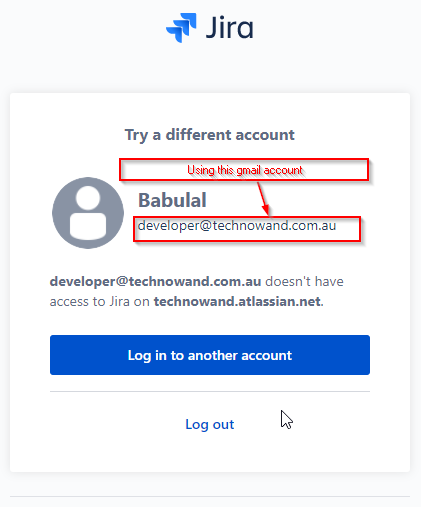 Jira
Try a different account
Using this gmail account
Babulal
developer@technowand.com.au
developer@technowand.com.au doesn't have
access to Jira on technowand.atlassian.net.
Log in to another account
Log out